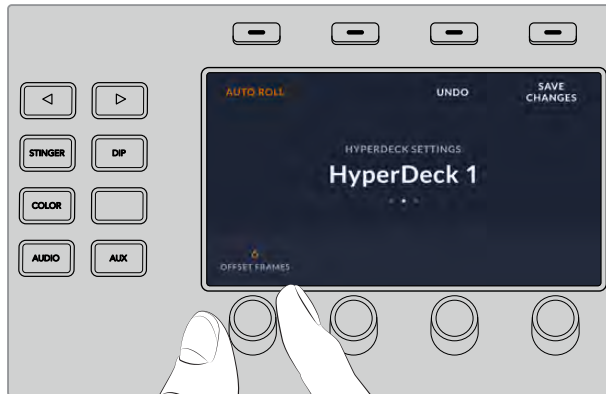 AUTO ROLL UNDO SAVE CHANGES
STINGER DIP
HYPERDECK SETTINGS
HyperDeck 1
COLOR
AUDIO AUX
6
OFFSET FRAMES